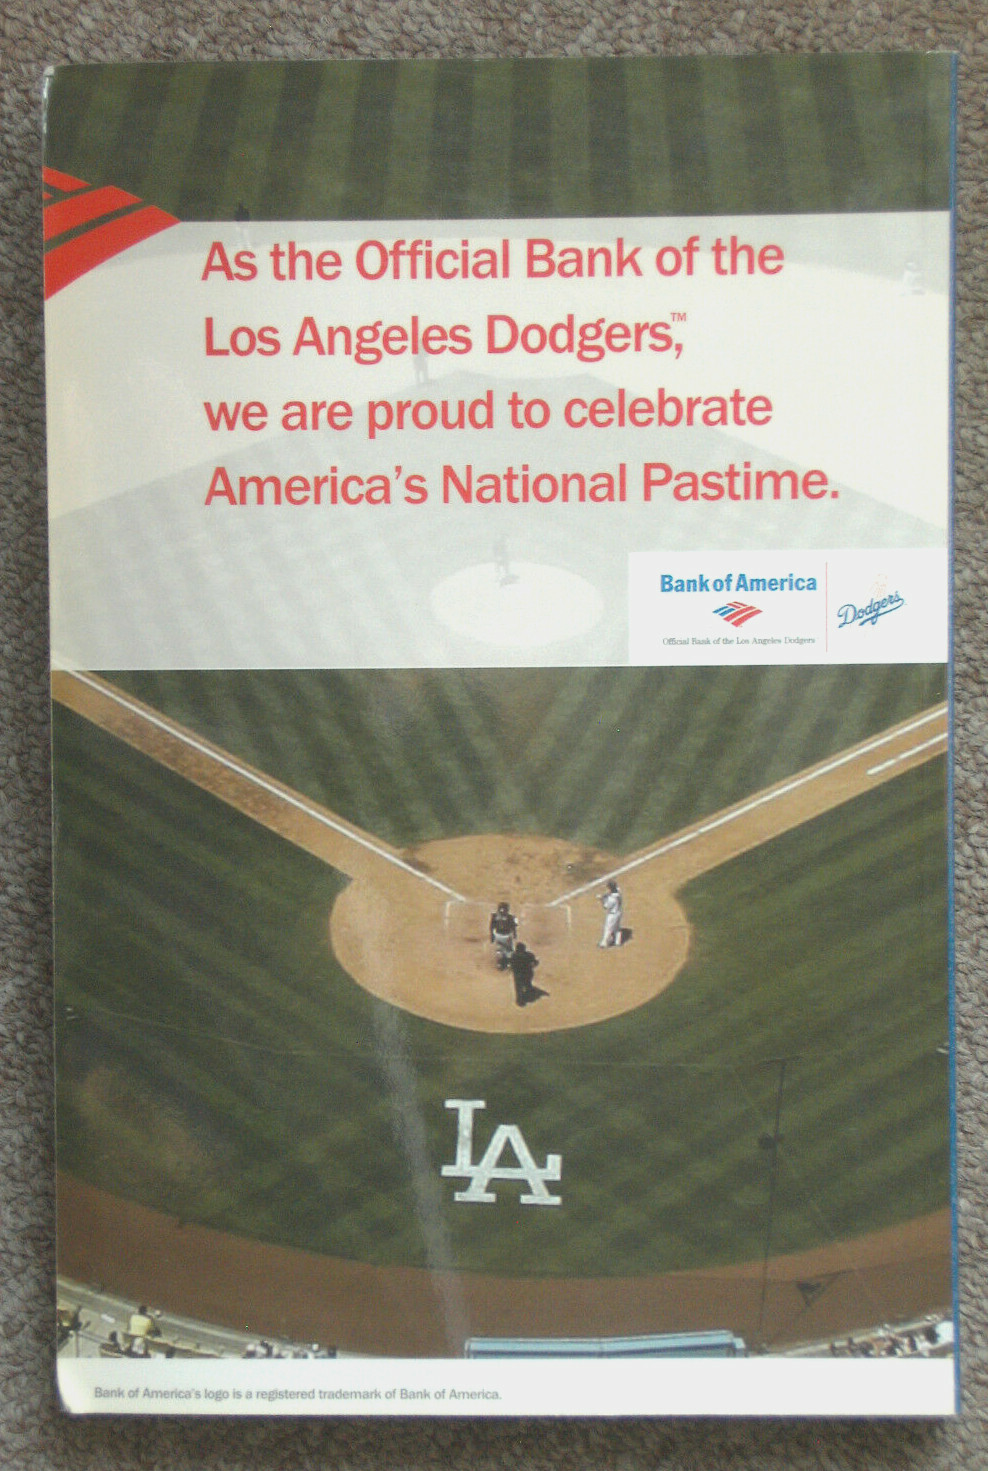 As the Official Bank of the
Los Angeles Dodgers,™
we are proud to celebrate
America's National Pastime.
Bank of America
Official Bank of the Los Angeles Dodgers
Dodgers
LA
Bank of America's logo is a registered trademark of Bank of America.